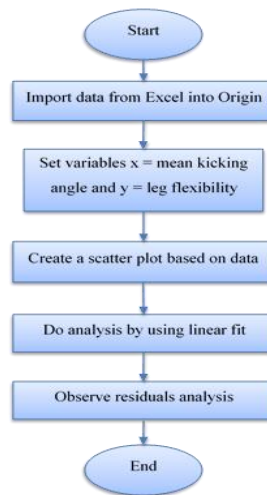 Start
Import data from Excel into Origin
Set variables x = mean kicking
angle and y = leg flexibility
Create a scatter plot based on data
Do analysis by using linear fit
Observe residuals analysis
End